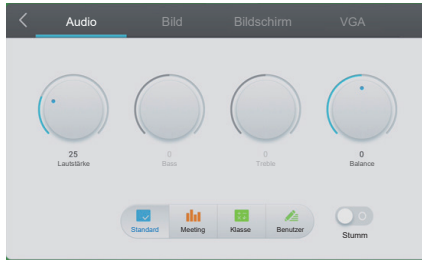 Audio Bild Bildschirm VGA
25 0 0 0
Lautstärke Bass Treble Balance
Standard Meeting Klasse Benutzer
Stumm